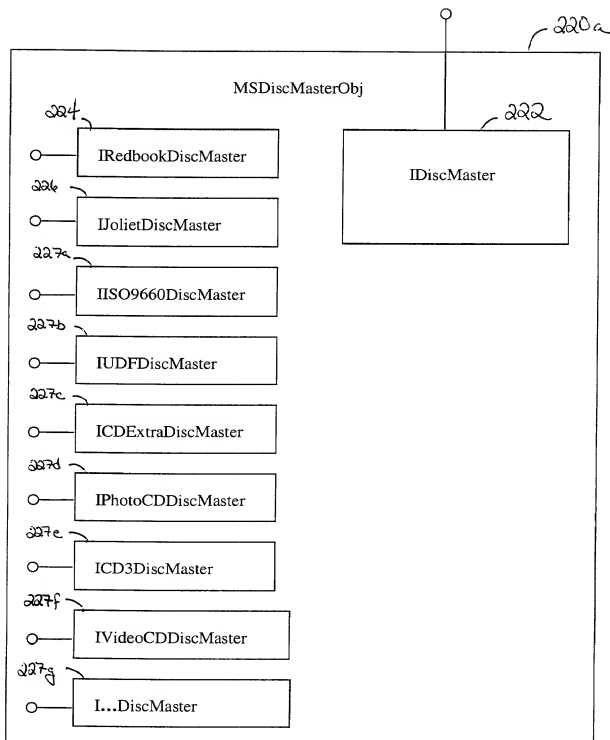 220a
MSDiscMasterObj
224
222
IRedbookDiscMaster
IDiscMaster
226
IJolietDiscMaster
227a
IISO9660DiscMaster
227b
IUDFDiscMaster
227c
ICDExtraDiscMaster
227d
IPhotoCDDiscMaster
227e
ICD3DiscMaster
227f
IVideoCDDiscMaster
227g
I...DiscMaster